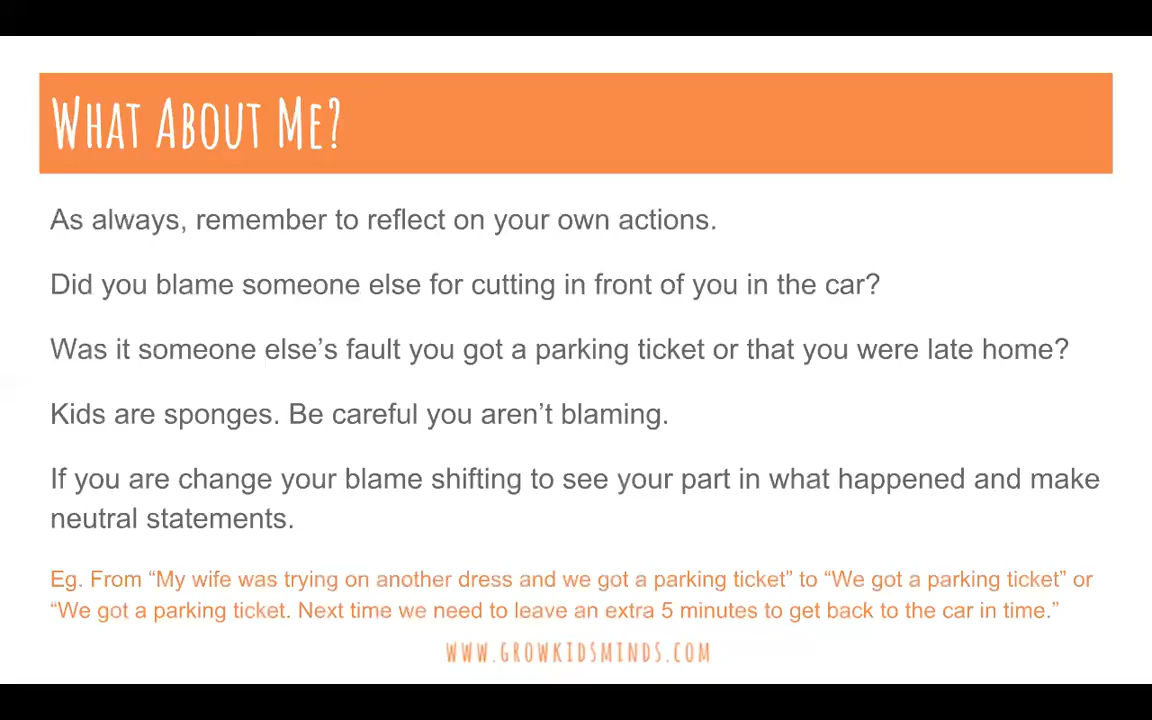 What About Me?
As always, remember to reflect on your own actions.
Did you blame someone else for cutting in front of you in the car?
Was it someone else’s fault you got a parking ticket or that you were late home?
Kids are sponges. Be careful you aren’t blaming.
If you are change your blame shifting to see your part in what happened and make
neutral statements.
Eg. From “My wife was trying on another dress and we got a parking ticket” to “We got a parking ticket” or
“We got a parking ticket. Next time we need to leave an extra 5 minutes to get back to the car in time.”
www.growkidsminds.com